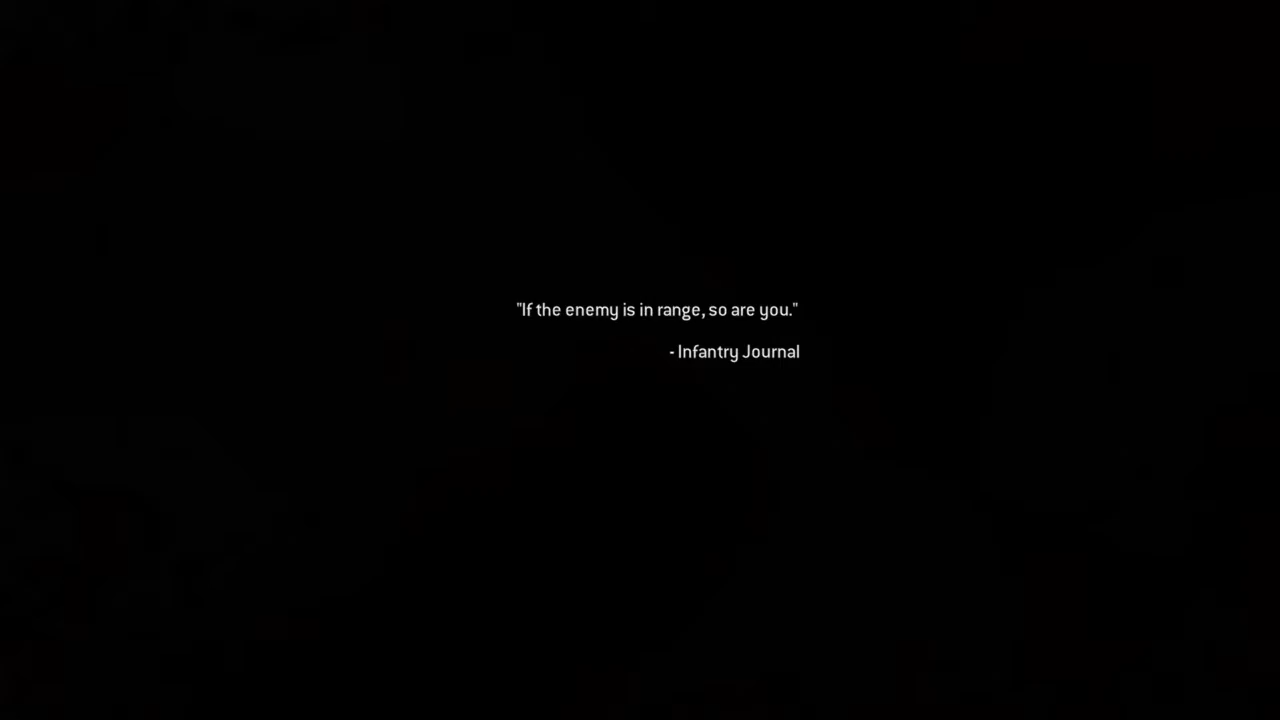 "If the enemy is in range, so are you."
- Infantry Journal